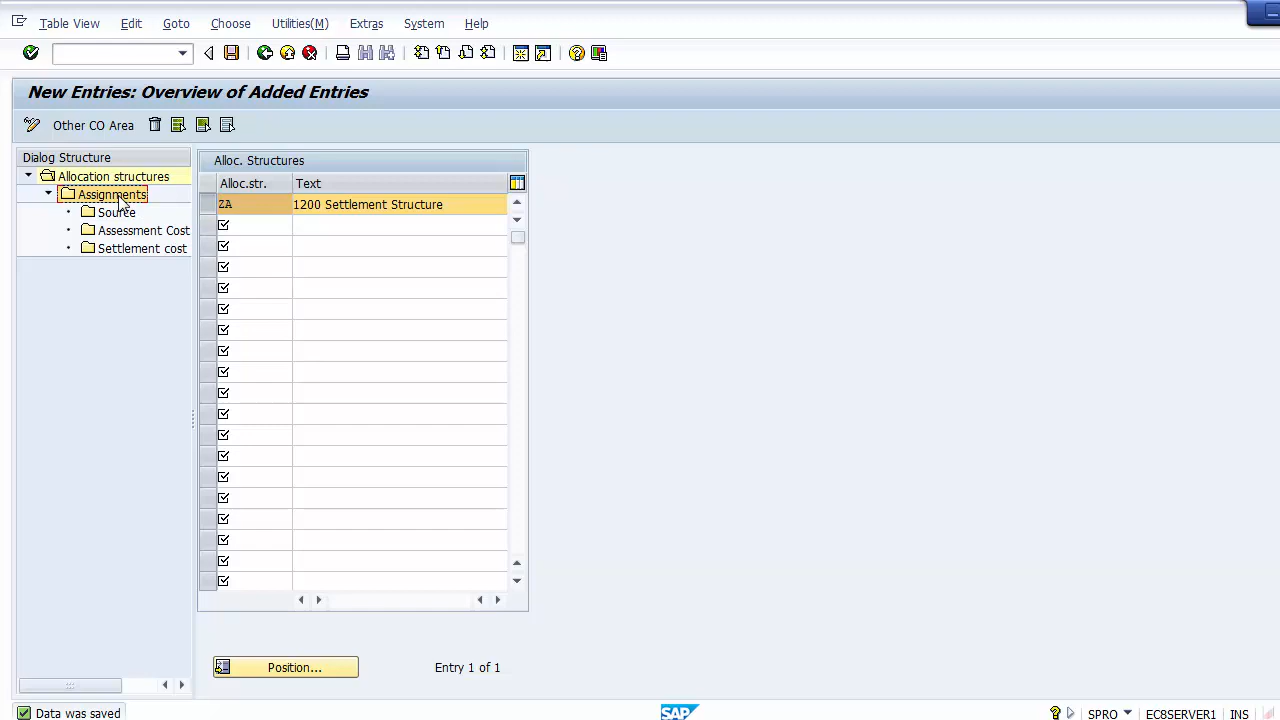 Table View Edit Goto Choose Utilities(M) Extras System Help
New Entries: Overview of Added Entries
Other CO Area
Dialog Structure
Allocation structures
Assignments
Source
Assessment Cost
Settlement cost
Alloc. Structures
Alloc.str. Text
ZA 1200 Settlement Structure
Position... Entry 1 of 1
Data was saved SAP SPRO EC8SERVER1 INS